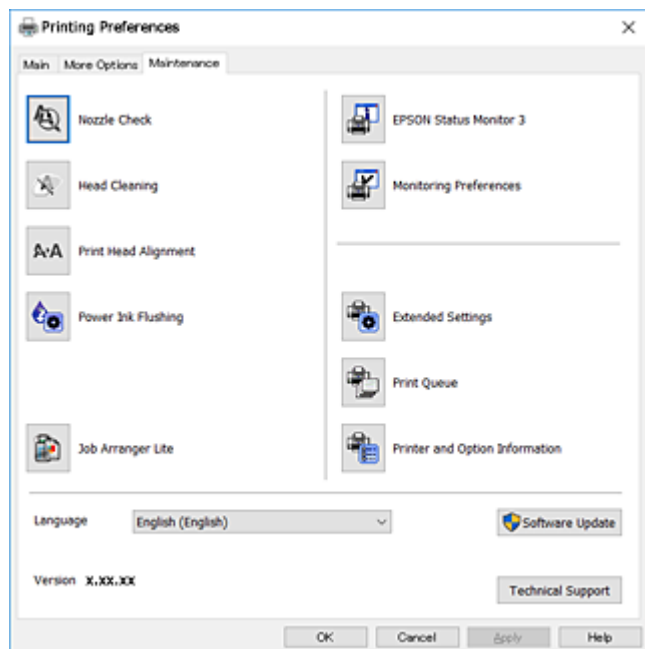 Printing Preferences
Main More Options Maintenance
Nozzle Check
Head Cleaning
A·A Print Head Alignment
Power Ink Flushing
Job Arranger Lite
EPSON Status Monitor 3
Monitoring Preferences
Extended Settings
Print Queue
Printer and Option Information
Language English (English)
Software Update
Version X.XX.XX
Technical Support
OK Cancel Apply Help